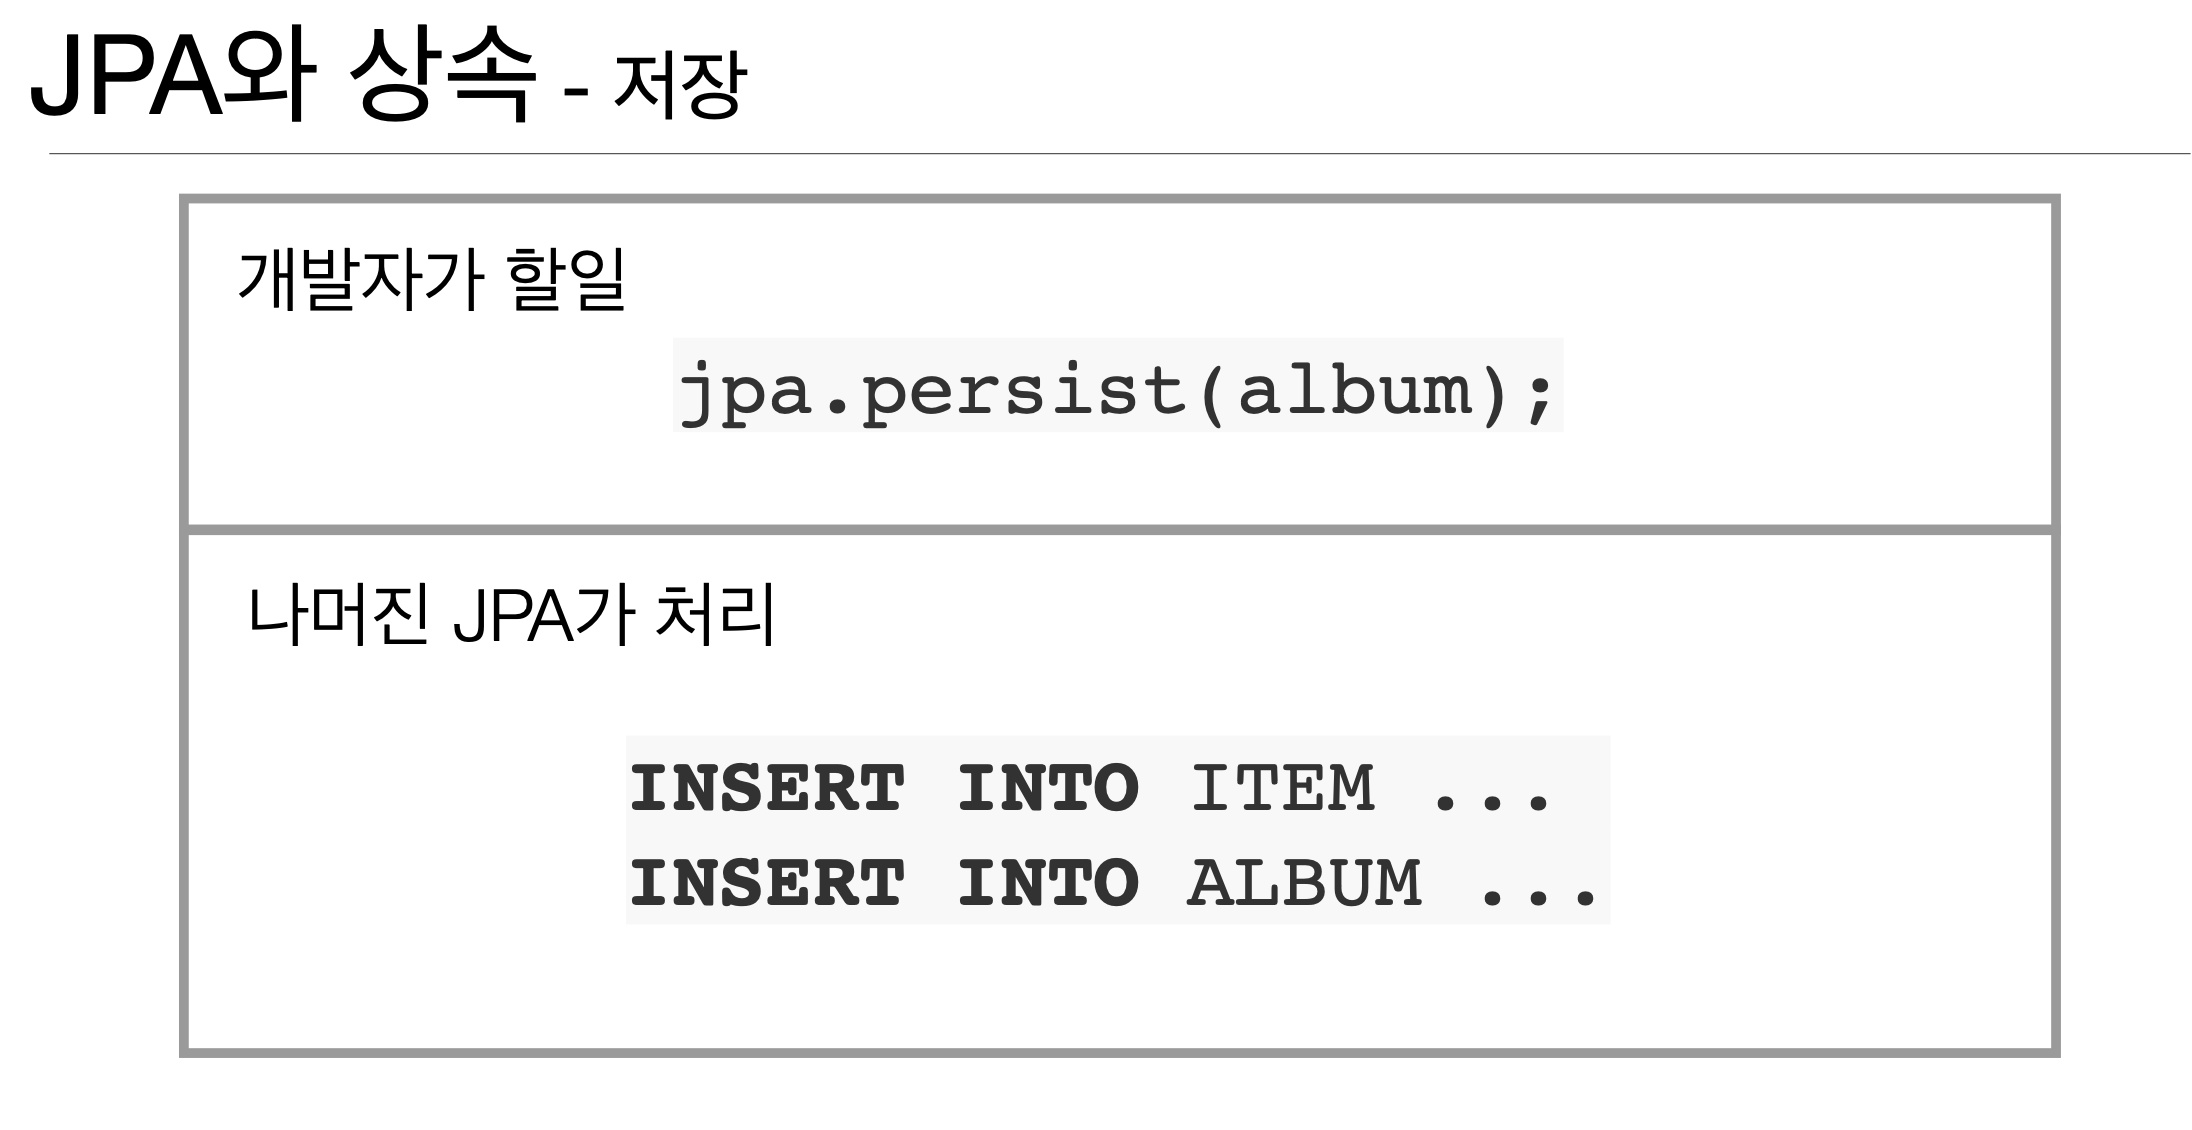 JPA와 상속 - 저장
개발자가 할일
jpa.persist(album);
나머진 JPA가 처리
INSERT INTO ITEM ...
INSERT INTO ALBUM ...